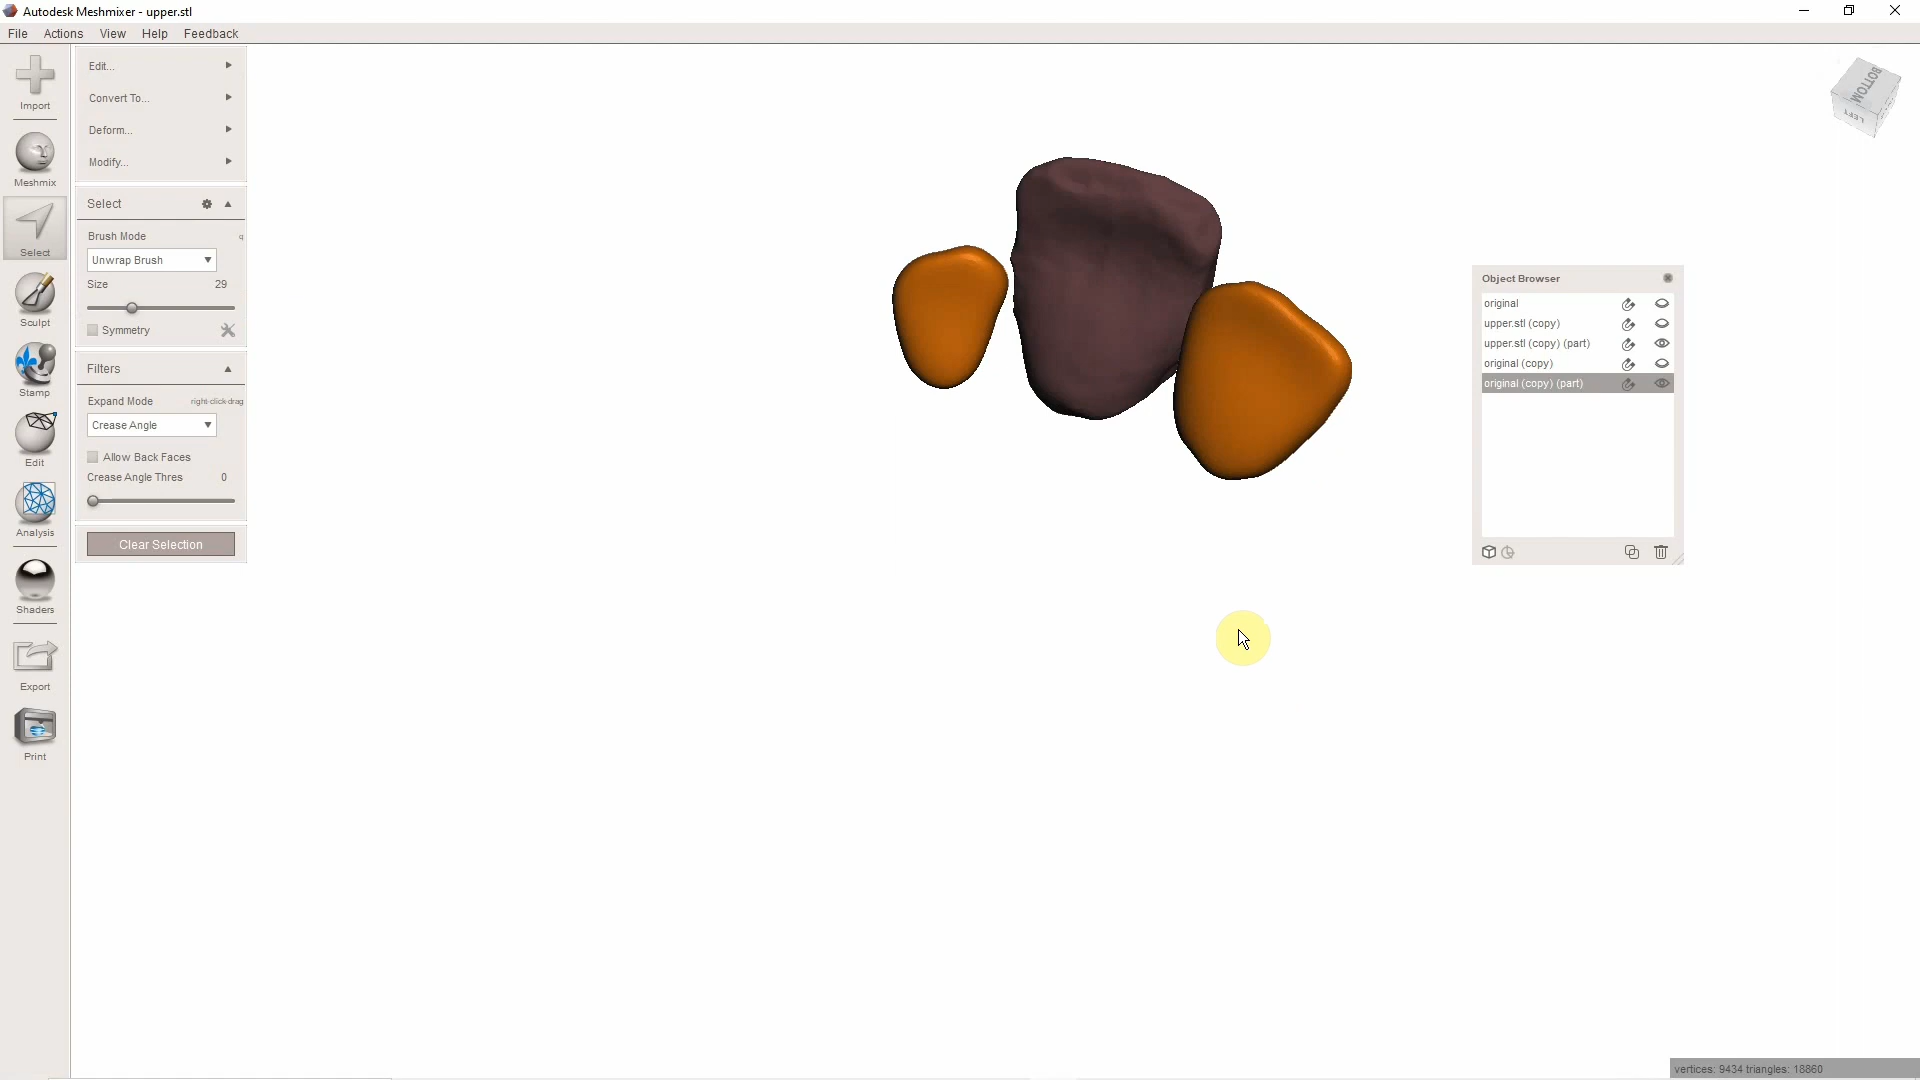 Autodesk Meshmixer - upper.stl
File Actions View Help Feedback
Import
Meshmix
Select
Sculpt
Stamp
Edit
Analysis
Shaders
Export
Print
Edit...
Convert To...
Deform...
Modify...
Select
Brush Mode q
Unwrap Brush
Size 29
Symmetry
Filters
Expand Mode right-click-drag
Crease Angle
Allow Back Faces
Crease Angle Thres 0
Clear Selection
BOTTOM
LEFT
Object Browser
original
upper.stl (copy)
upper.stl (copy) (part)
original (copy)
original (copy) (part)
vertices: 9434 triangles: 18860